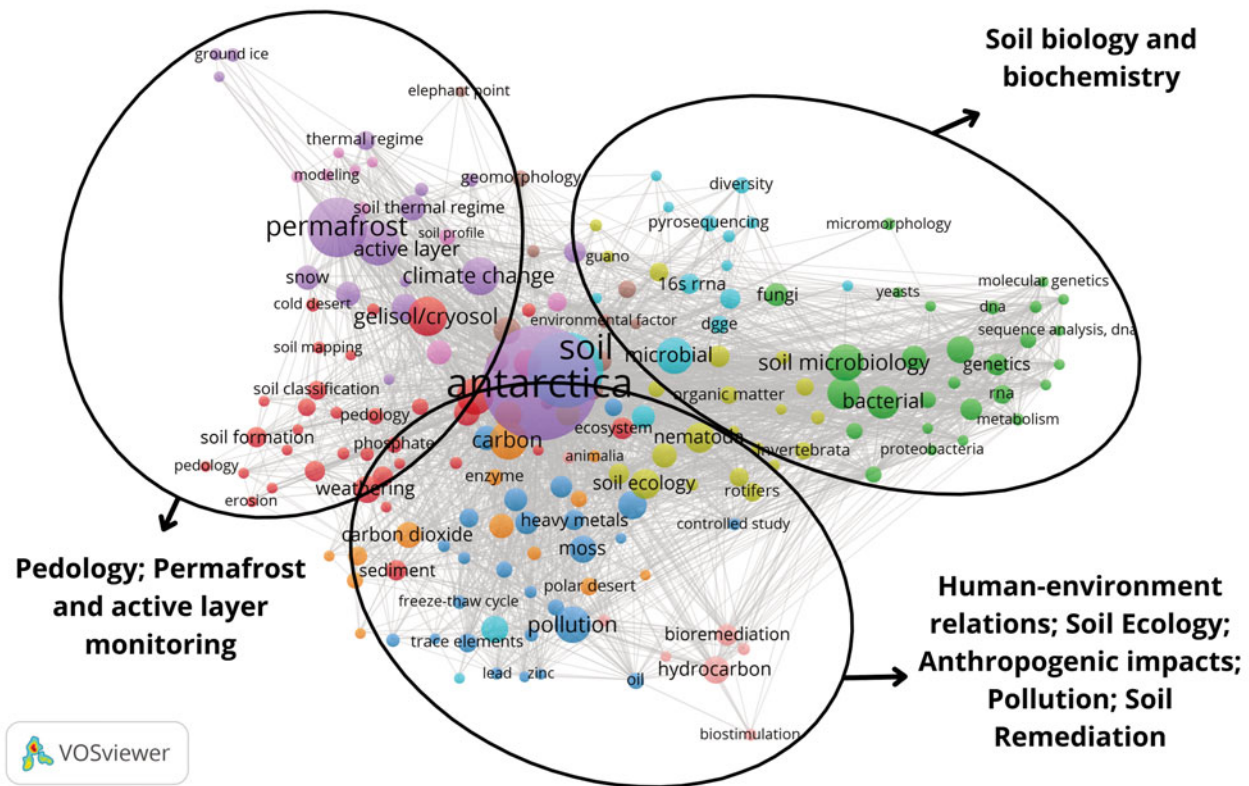 Soil biology and
biochemistry
ground ice
elephant point
thermal regime
modeling
geomorphology
diversity
permafrost
soil thermal regime
soil profile
pyrosequencing
micromorphology
active layer
guano
snow
climate change
16s rrna
fungi
yeasts
molecular genetics
cold desert
gelisol/cryosol
environmental factor
dgge
dna
sequence analysis, dna
soil mapping
soil
microbial
soil microbiology
genetics
antarctica
soil classification
organic matter
bacterial
rna
pedology
metabolism
soil formation
phosphate
carbon
ecosystem
nematoda
invertebrata
proteobacteria
pedology
animalia
erosion
weathering
enzyme
soil ecology
rotifers
carbon dioxide
heavy metals
controlled study
moss
sediment
polar desert
freeze-thaw cycle
trace elements
pollution
bioremediation
lead
zinc
oil
hydrocarbon
biostimulation
Pedology; Permafrost
and active layer
monitoring
Human-environment
relations; Soil Ecology;
Anthropogenic impacts;
Pollution; Soil
Remediation
VOSviewer